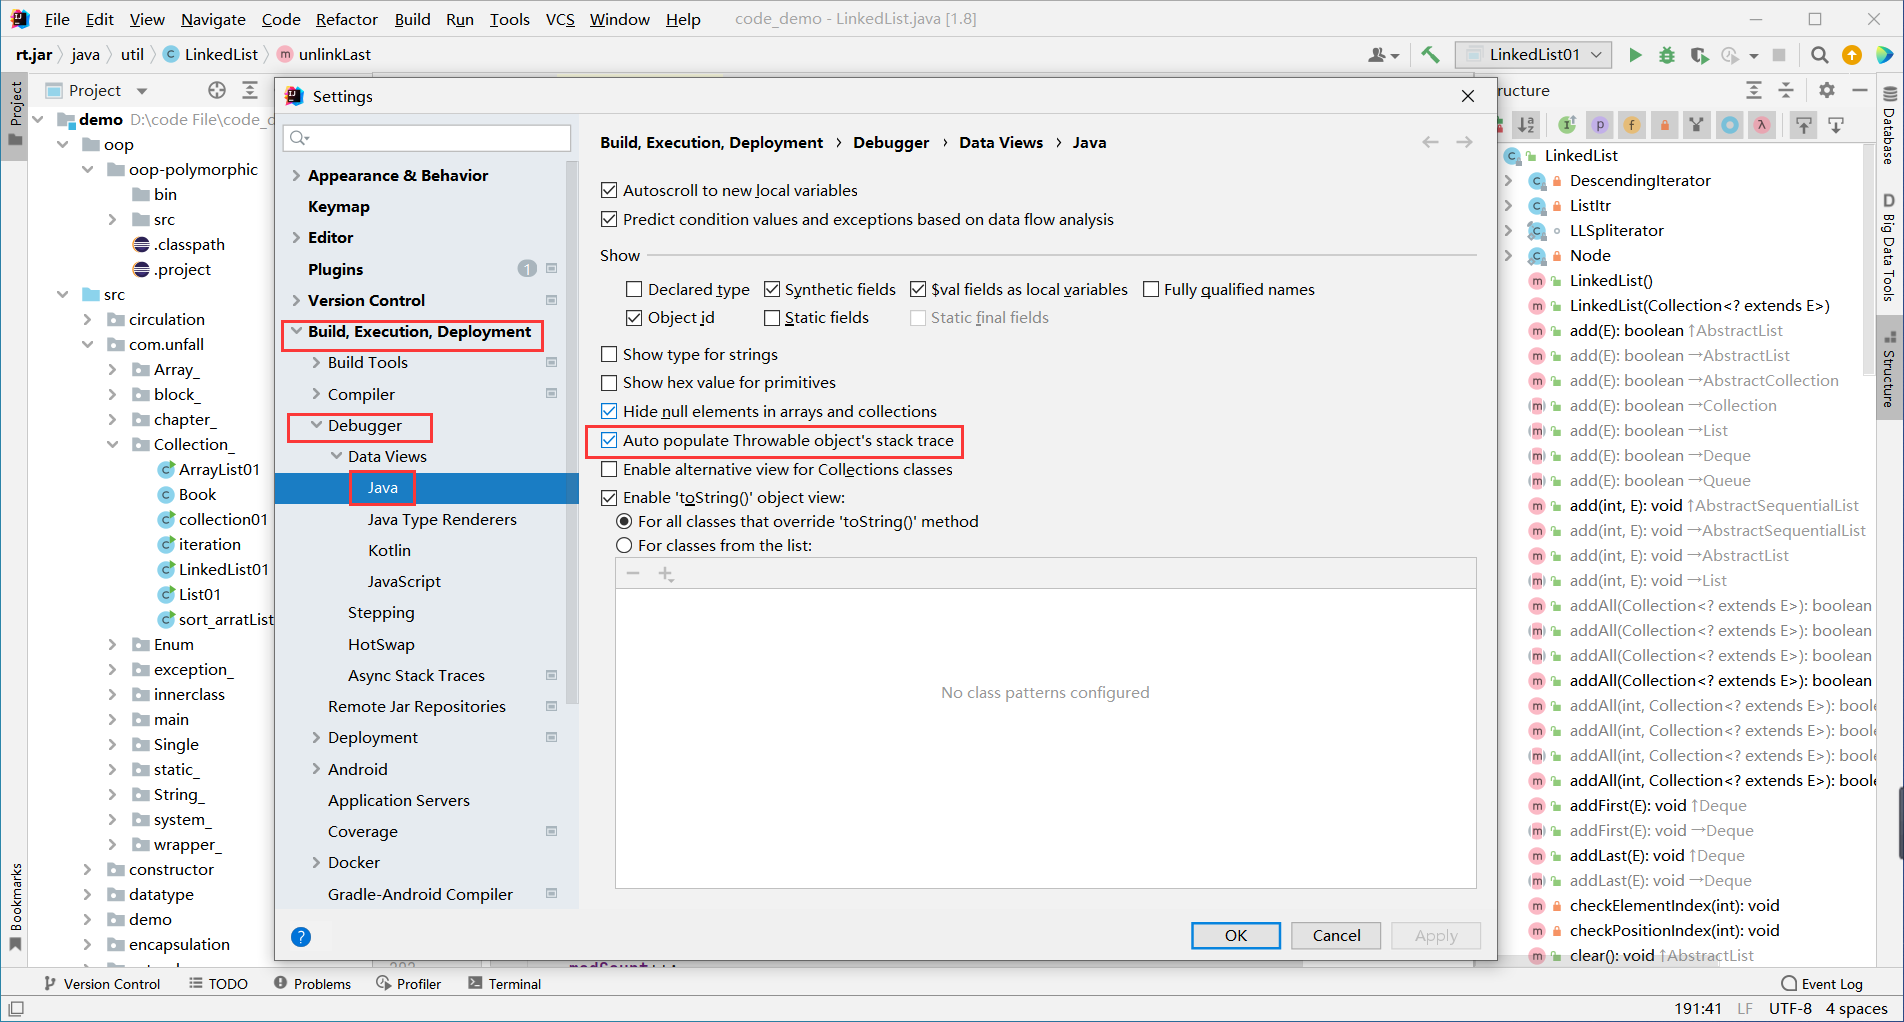 File Edit View Navigate Code Refactor Build Run Tools VCS Window Help code_demo - LinkedList.java [1.8]
rt.jar java util LinkedList unlinkLast LinkedList01
Project
Project
demo D:\code File\code_
oop
oop-polymorphic
bin
src
.classpath
.project
src
circulation
com.unfall
Array_
block_
chapter_
Collection_
ArrayList01
Book
collection01
iteration
LinkedList01
List01
sort_arratList
Enum
exception_
innerclass
main
Single
static_
String_
system_
wrapper_
constructor
datatype
demo
encapsulation
Bookmarks
Settings
Appearance & Behavior
Keymap
Editor
Plugins 1
Version Control
Build, Execution, Deployment
Build Tools
Compiler
Debugger
Data Views
Java
Java Type Renderers
Kotlin
JavaScript
Stepping
HotSwap
Async Stack Traces
Remote Jar Repositories
Deployment
Android
Application Servers
Coverage
Docker
Gradle-Android Compiler
?
Build, Execution, Deployment › Debugger › Data Views › Java
Autoscroll to new local variables
Predict condition values and exceptions based on data flow analysis
Show
Declared type Synthetic fields $val fields as local variables Fully qualified names
Object id Static fields Static final fields
Show type for strings
Show hex value for primitives
Hide null elements in arrays and collections
Auto populate Throwable object's stack trace
Enable alternative view for Collections classes
Enable 'toString()' object view:
For all classes that override 'toString()' method
For classes from the list:
No class patterns configured
OK Cancel Apply
ructure
LinkedList
DescendingIterator
ListItr
LLSpliterator
Node
LinkedList()
LinkedList(Collection<? extends E>)
add(E): boolean ↑AbstractList
add(E): boolean →AbstractList
add(E): boolean →AbstractCollection
add(E): boolean →Collection
add(E): boolean →List
add(E): boolean →Deque
add(E): boolean →Queue
add(int, E): void ↑AbstractSequentialList
add(int, E): void →AbstractSequentialList
add(int, E): void →AbstractList
add(int, E): void →List
addAll(Collection<? extends E>): boolean
addAll(Collection<? extends E>): boolean
addAll(Collection<? extends E>): boolean
addAll(Collection<? extends E>): boolean
addAll(int, Collection<? extends E>): boole
addAll(int, Collection<? extends E>): boole
addAll(int, Collection<? extends E>): boole
addAll(int, Collection<? extends E>): boole
addFirst(E): void ↑Deque
addFirst(E): void →Deque
addLast(E): void ↑Deque
addLast(E): void →Deque
checkElementIndex(int): void
checkPositionIndex(int): void
clear(): void ↑AbstractList
Database
Big Data Tools
Structure
Version Control TODO Problems Profiler Terminal Event Log
191:41 LF UTF-8 4 spaces